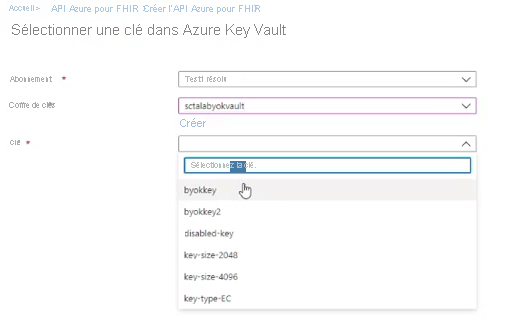 Accueil > API Azure pour FHIR Créer l'API Azure pour FHIR
Sélectionner une clé dans Azure Key Vault
Abonnement *
Coffre de clés
sctalabyokvault
Créer
Clé *
Sélectionnez la clé.
byokkey
byokkey2
disabled-key
key-size-2048
key-size-4096
key-type-EC